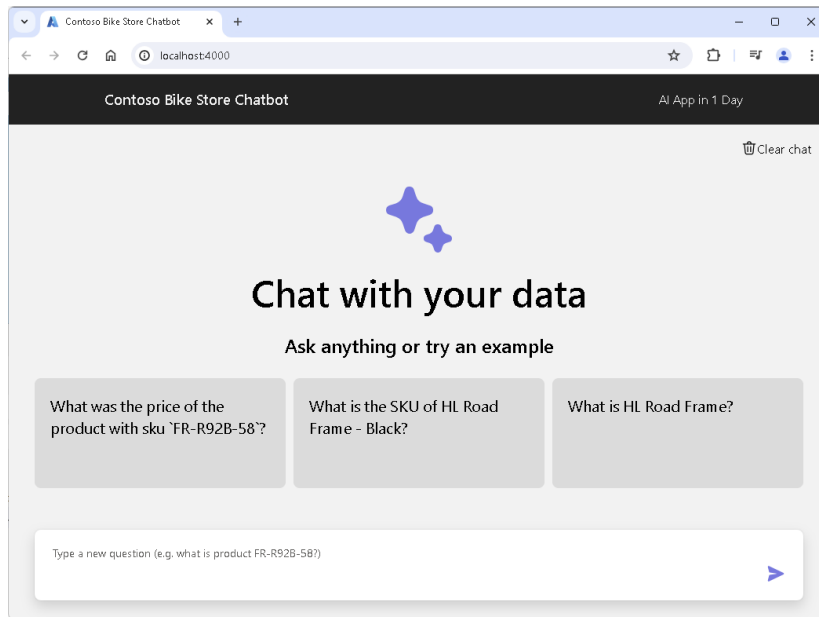 Contoso Bike Store Chatbot
localhost:4000
Contoso Bike Store Chatbot
AI App in 1 Day
Clear chat
Chat with your data
Ask anything or try an example
What was the price of the
product with sku `FR-R92B-58`?
What is the SKU of HL Road
Frame - Black?
What is HL Road Frame?
Type a new question (e.g. what is product FR-R92B-58?)